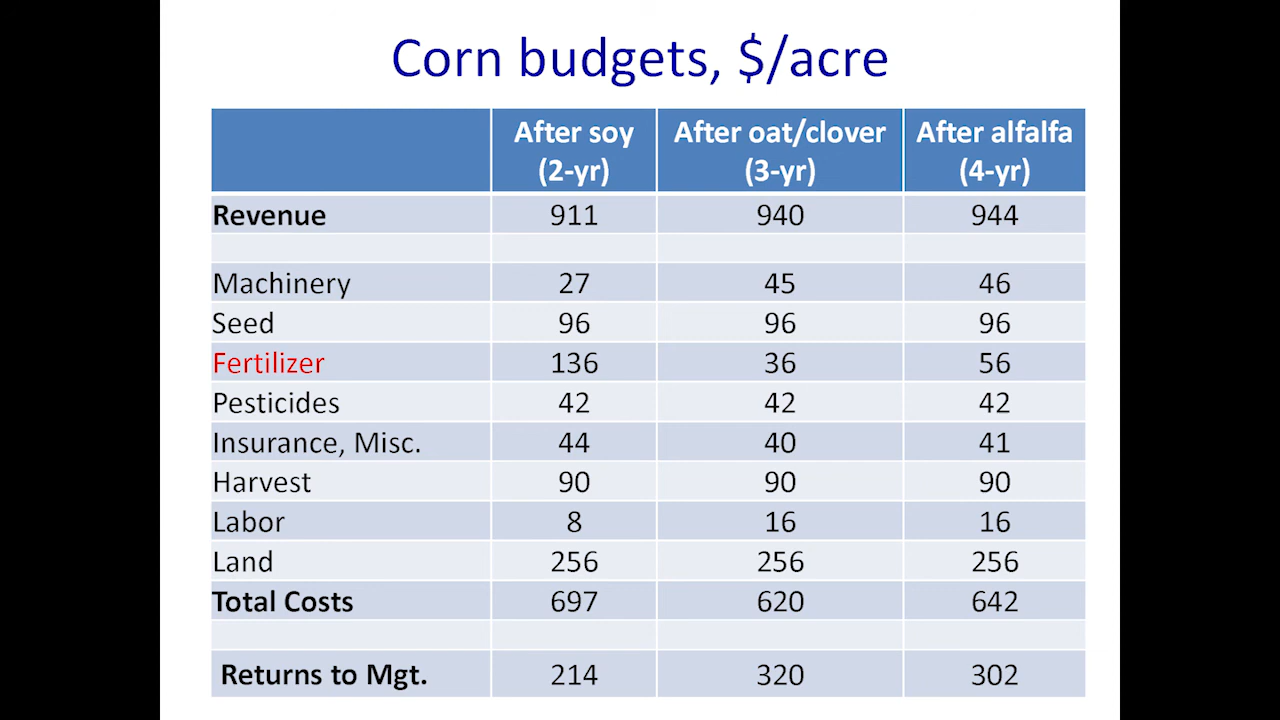 Corn budgets, $/acre
After soy (2-yr) After oat/clover (3-yr) After alfalfa (4-yr)
Revenue 911 940 944
Machinery 27 45 46
Seed 96 96 96
Fertilizer 136 36 56
Pesticides 42 42 42
Insurance, Misc. 44 40 41
Harvest 90 90 90
Labor 8 16 16
Land 256 256 256
Total Costs 697 620 642
Returns to Mgt. 214 320 302